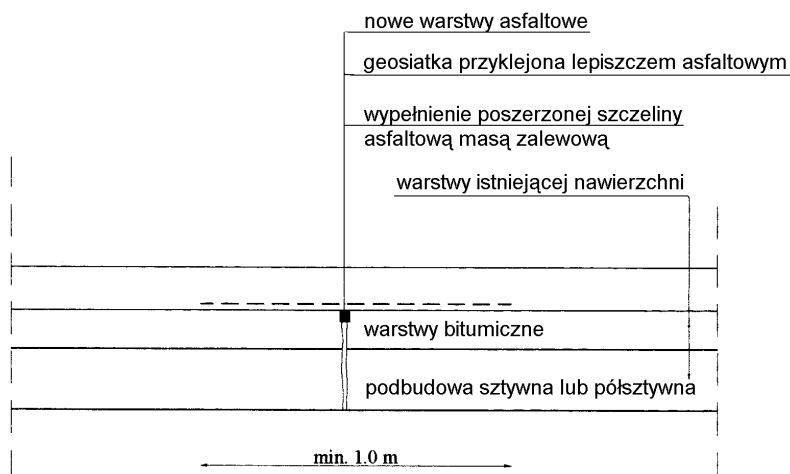 nowe warstwy asfaltowe
geosiatka przyklejona lepiszczem asfaltowym
wypełnienie poszerzonej szczeliny
asfaltową masą zalewową
warstwy istniejącej nawierzchni
warstwy bitumiczne
podbudowa sztywna lub półsztywna
min. 1.0 m